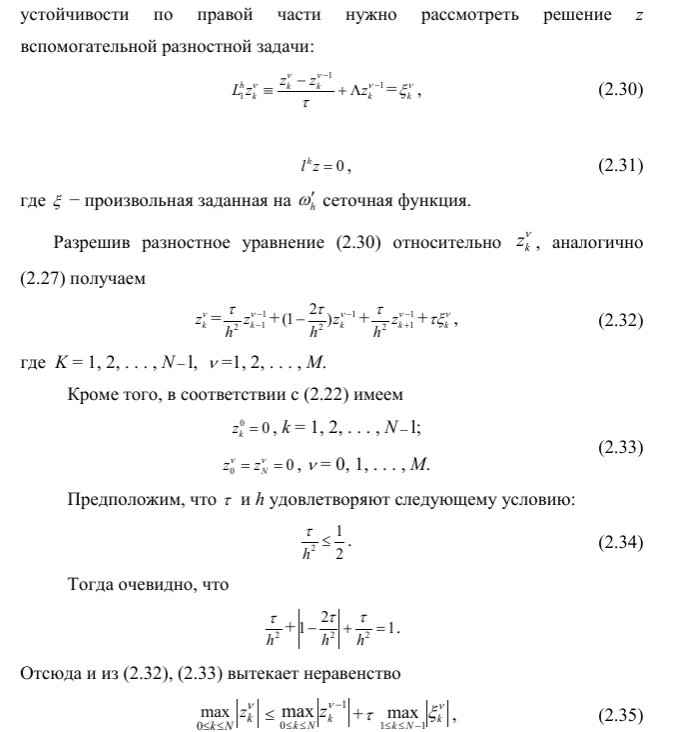 устойчивости по правой части нужно рассмотреть решение z
вспомогательной разностной задачи:
L₁ʰz_k^ν ≡ (z_k^ν − z_k^{ν−1})/τ + Λz_k^{ν−1} = ξ_k^ν , (2.30)
lʰz = 0 , (2.31)
где ξ − произвольная заданная на ω′_h сеточная функция.
Разрешив разностное уравнение (2.30) относительно z_k^ν , аналогично
(2.27) получаем
z_k^ν = τ/h² z_{k−1}^{ν−1} + (1 − 2τ/h²)z_k^{ν−1} + τ/h² z_{k+1}^{ν−1} + τξ_k^ν , (2.32)
где K = 1, 2, . . . , N – 1, ν =1, 2, . . . , M.
Кроме того, в соответствии с (2.22) имеем
z_k^0 = 0 , k = 1, 2, . . . , N – 1;
(2.33)
z_0^ν = z_N^ν = 0 , ν = 0, 1, . . . , M.
Предположим, что τ и h удовлетворяют следующему условию:
τ/h² ≤ 1/2 . (2.34)
Тогда очевидно, что
τ/h² + |1 − 2τ/h²| + τ/h² = 1.
Отсюда и из (2.32), (2.33) вытекает неравенство
max_{0≤k≤N} |z_k^ν| ≤ max_{0≤k≤N} |z_k^{ν−1}| + τ max_{1≤k≤N−1} |ξ_k^ν| , (2.35)